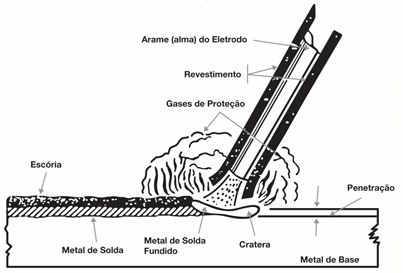 Arame (alma) do Eletrodo
Revestimento
Gases de Proteção
Escória
Penetração
Metal de Solda
Metal de Solda
Fundido
Cratera
Metal de Base